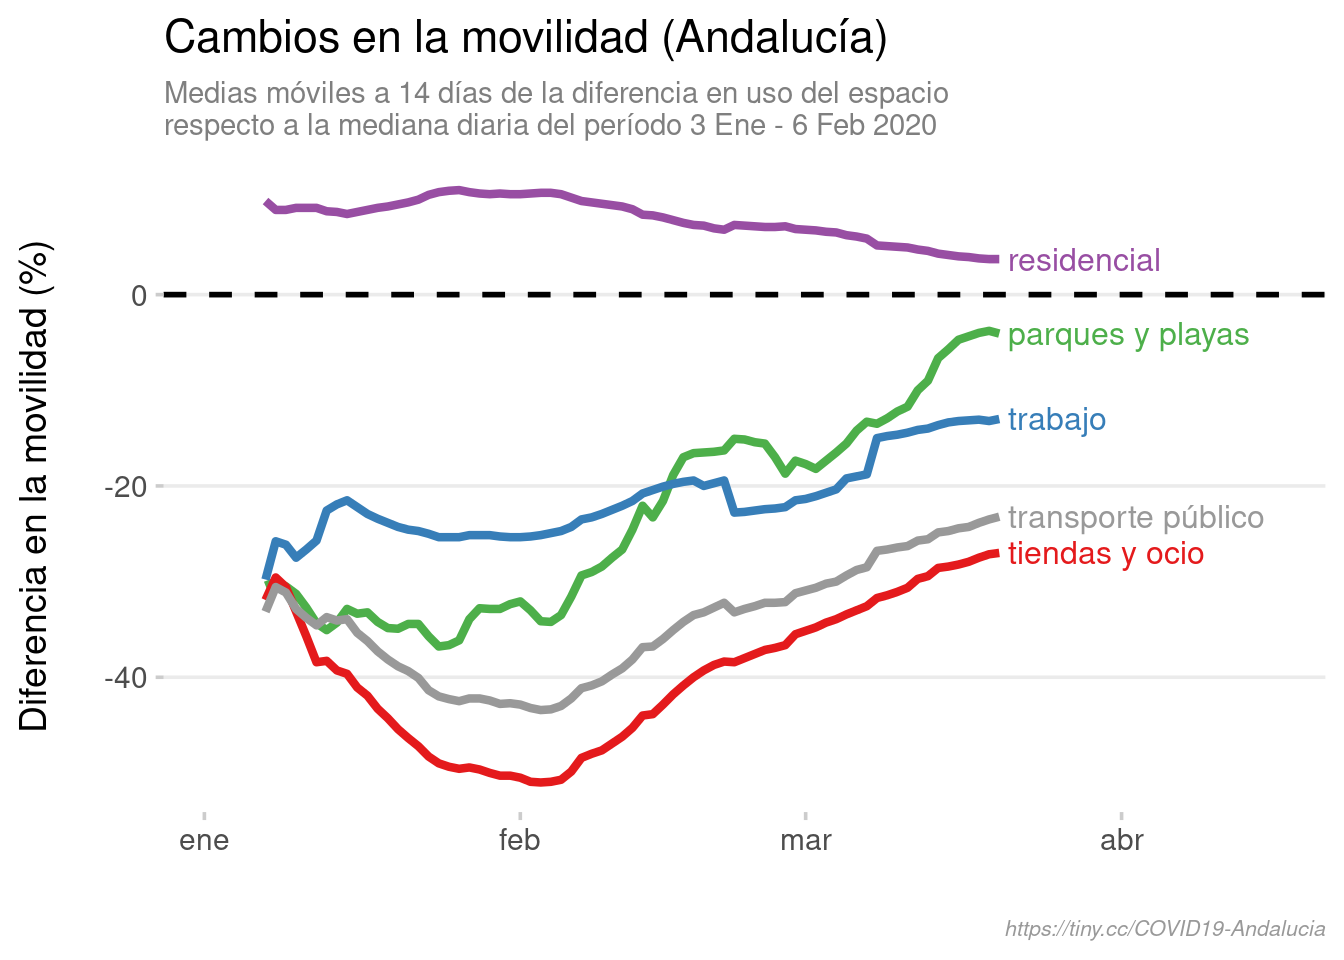 Cambios en la movilidad (Andalucía)
Medias móviles a 14 días de la diferencia en uso del espacio
respecto a la mediana diaria del período 3 Ene - 6 Feb 2020
Diferencia en la movilidad (%)
residencial
0
parques y playas
trabajo
-20
transporte público
tiendas y ocio
-40
ene feb mar abr
https://tiny.cc/COVID19-Andalucia